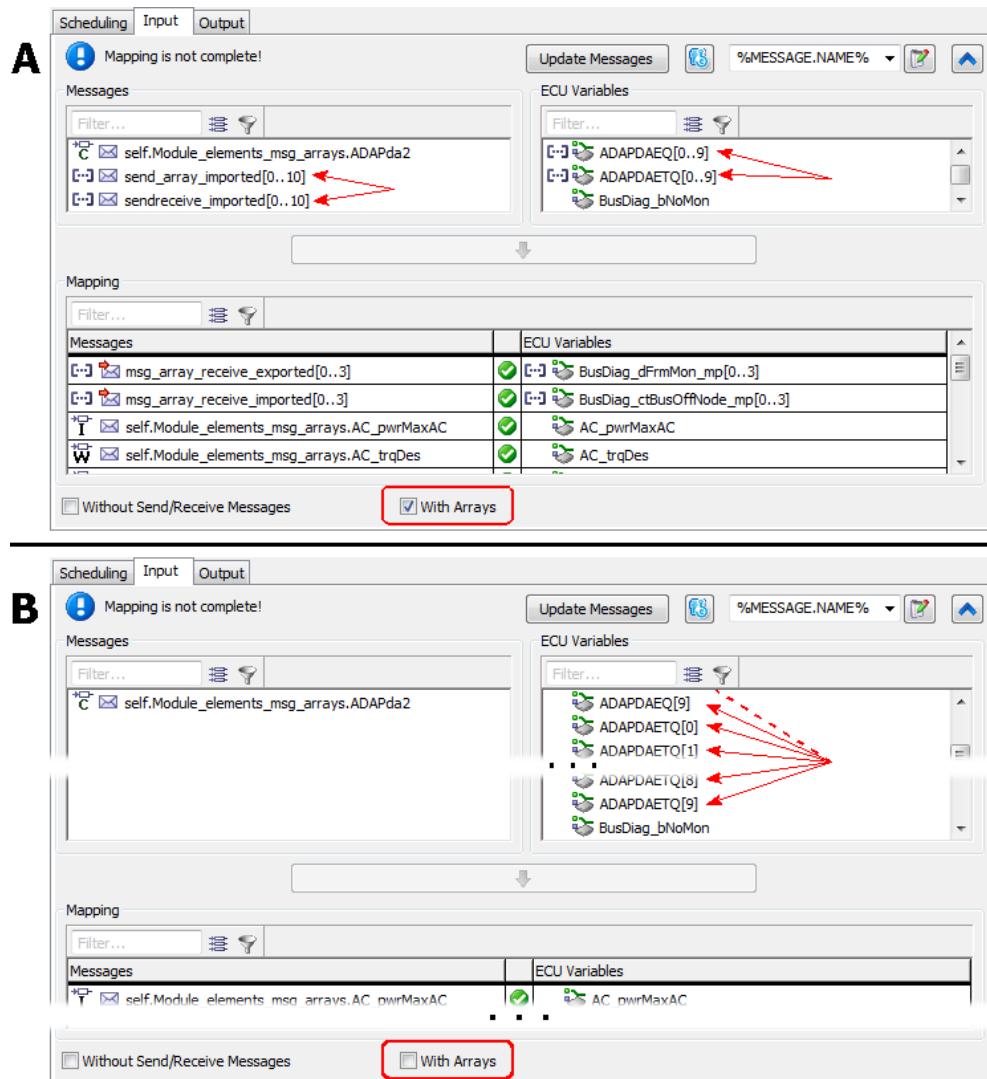 Scheduling Input Output
A
Mapping is not complete!
Update Messages
%MESSAGE.NAME%
Messages
ECU Variables
Filter...
Filter...
C self.Module_elements_msg_arrays.ADAPda2
send_array_imported[0..10]
sendreceive_imported[0..10]
ADAPDAEQ[0..9]
ADAPDAETQ[0..9]
BusDiag_bNoMon
Mapping
Filter...
Messages ECU Variables
msg_array_receive_exported[0..3] BusDiag_dFrmMon_mp[0..3]
msg_array_receive_imported[0..3] BusDiag_ctBusOffNode_mp[0..3]
I self.Module_elements_msg_arrays.AC_pwrMaxAC AC_pwrMaxAC
W self.Module_elements_msg_arrays.AC_trqDes AC_trqDes
Without Send/Receive Messages With Arrays
Scheduling Input Output
B
Mapping is not complete!
Update Messages
%MESSAGE.NAME%
Messages
ECU Variables
Filter...
Filter...
C self.Module_elements_msg_arrays.ADAPda2
ADAPDAEQ[9]
ADAPDAETQ[0]
ADAPDAETQ[1]
. . .
ADAPDAETQ[8]
ADAPDAETQ[9]
BusDiag_bNoMon
Mapping
Filter...
Messages ECU Variables
I self.Module_elements_msg_arrays.AC_pwrMaxAC AC_pwrMaxAC
. . .
Without Send/Receive Messages With Arrays